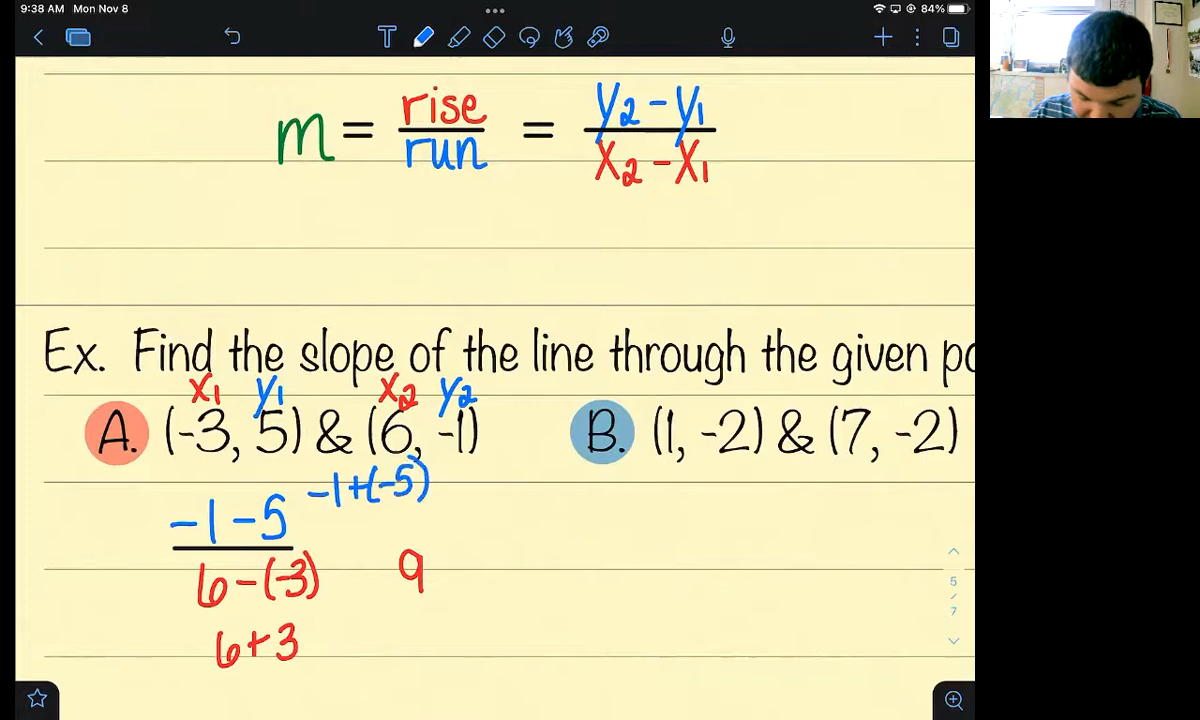 9:38 AM Mon Nov 8
84%
T
m = rise/run = y2 - y1/x2 - x1
Ex. Find the slope of the line through the given po
x1 y1 x2 y2
A. (-3, 5) & (6, -1) B. (1, -2) & (7, -2)
-1+(-5)
-1 - 5
6 - (-3) 9
6+3
5
/
7